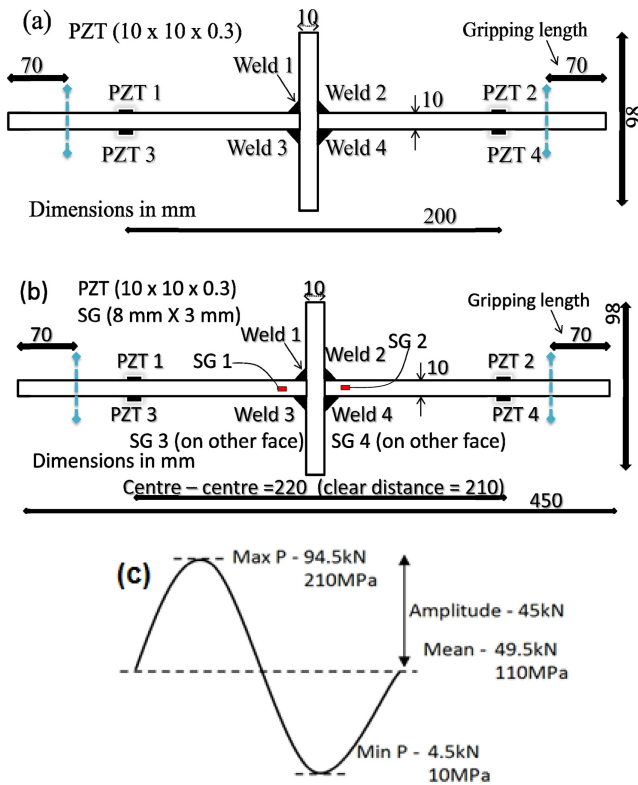 (a)
PZT (10 x 10 x 0.3)
10
Gripping length
70
Weld 1
Weld 2
70
PZT 1
PZT 2
10
98
PZT 3
Weld 3
Weld 4
PZT 4
Dimensions in mm
200
(b)
PZT (10 x 10 x 0.3)
SG (8 mm X 3 mm)
10
Gripping length
70
Weld 1
SG 2
70
98
SG 1
Weld 2
PZT 1
PZT 2
10
PZT 3
Weld 3
Weld 4
PZT 4
SG 3 (on other face)
SG 4 (on other face)
Dimensions in mm
Centre – centre =220 (clear distance = 210)
450
(c)
Max P - 94.5kN
210MPa
Amplitude - 45kN
Mean - 49.5kN
110MPa
Min P - 4.5kN
10MPa